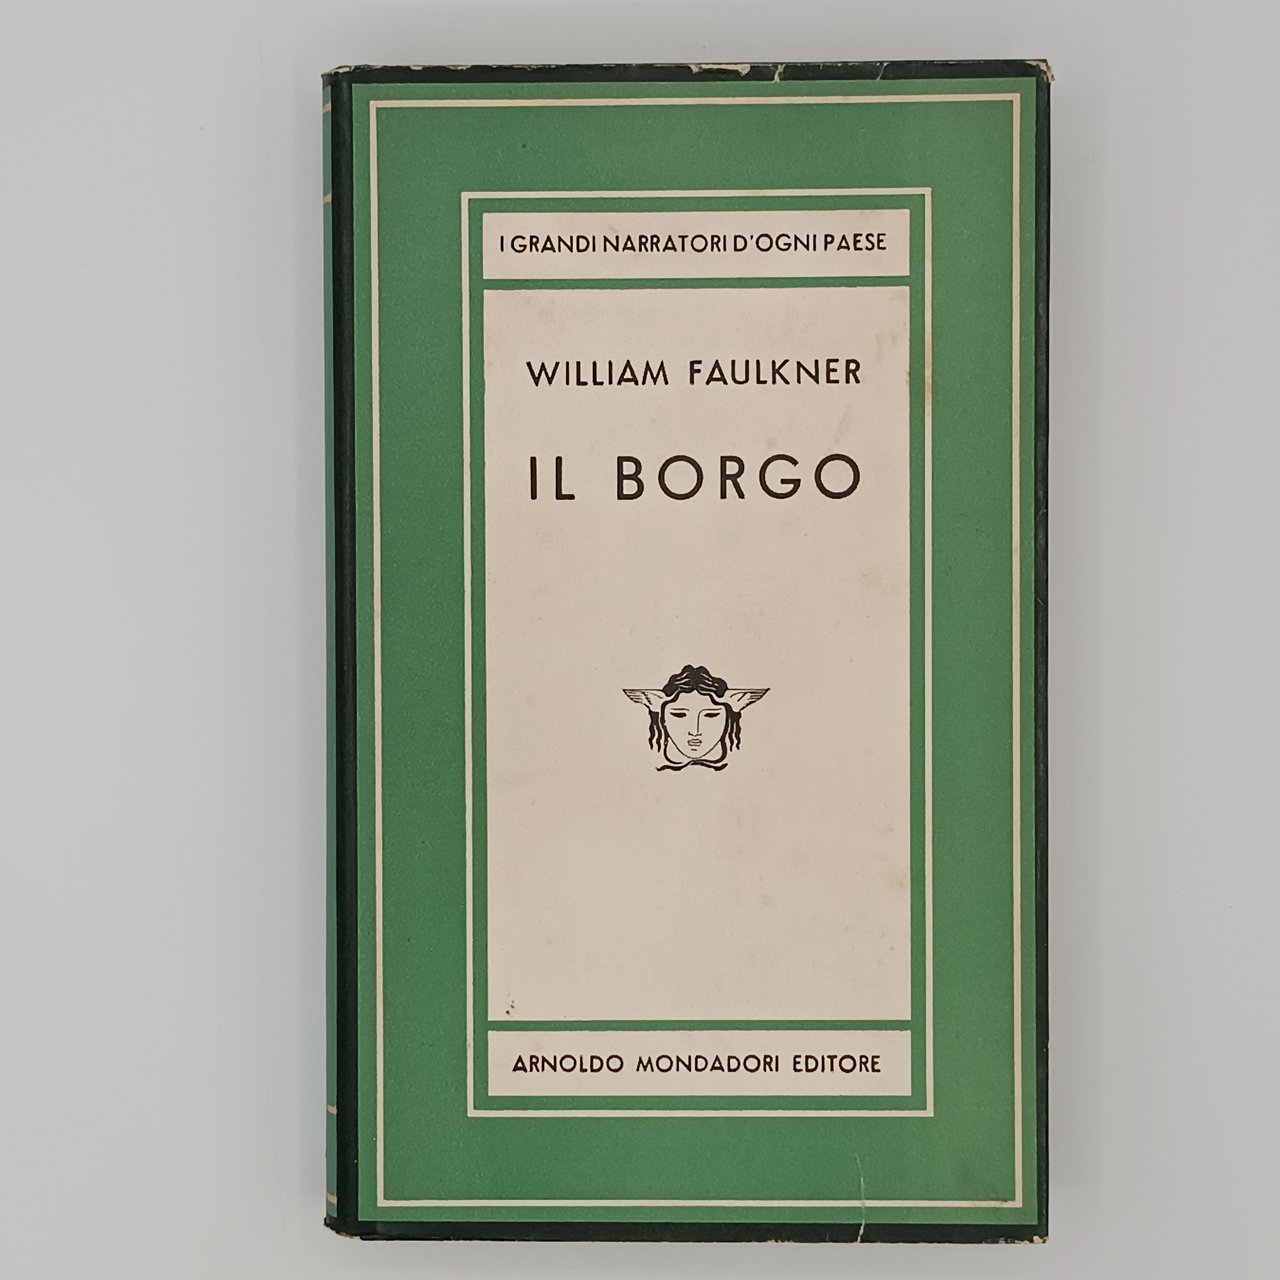 I GRANDI NARRATORI D'OGNI PAESE
WILLIAM FAULKNER
IL BORGO
ARNOLDO MONDADORI EDITORE